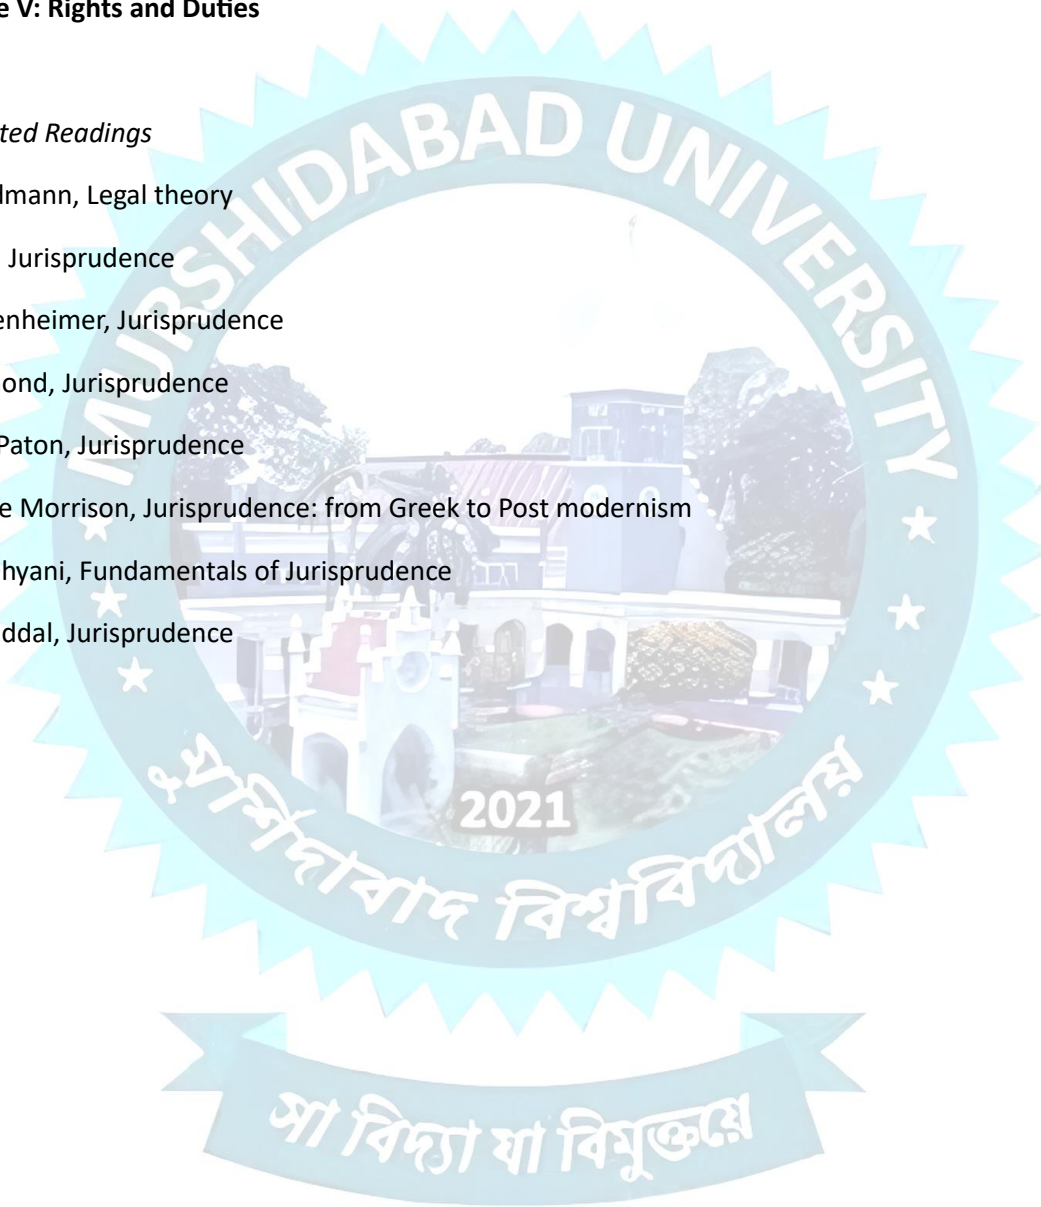 e V: Rights and Duties
ted Readings
dmann, Legal theory
, Jurisprudence
enheimer, Jurisprudence
ond, Jurisprudence
Paton, Jurisprudence
e Morrison, Jurisprudence: from Greek to Post modernism
hyani, Fundamentals of Jurisprudence
ddal, Jurisprudence
MURSHIDABAD UNIVERSITY
2021
মুর্শিদাবাদ বিশ্ববিদ্যালয়
সা বিদ্যা যা বিমুক্তয়ে